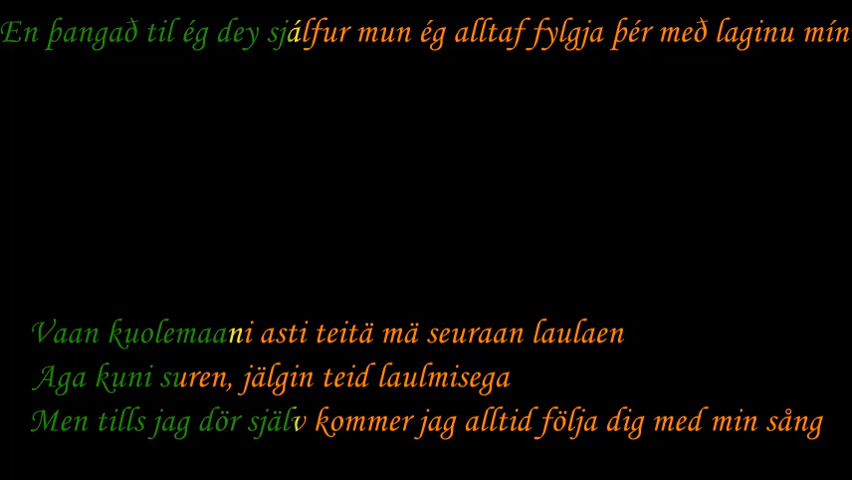 En þangað til ég dey sjálfur mun ég alltaf fylgja þér með laginu mín
Vaan kuolemaani asti teitä mä seuraan laulaen
Aga kuni suren, jälgin teid laulmisega
Men tills jag dör själv kommer jag alltid följa dig med min sång